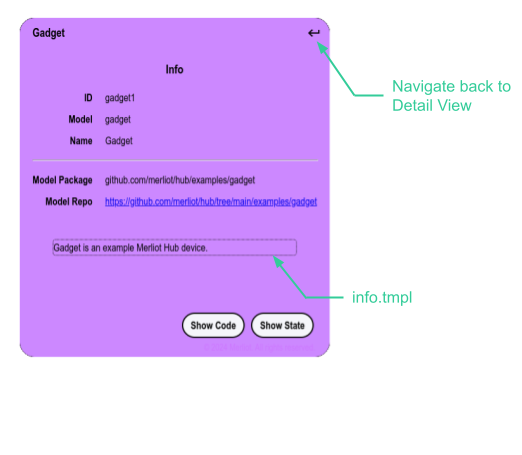 Gadget
Info
ID gadget1
Model gadget
Name Gadget
Model Package github.com/merliot/hub/examples/gadget
Model Repo https://github.com/merliot/hub/tree/main/examples/gadget
Gadget is an example Merliot Hub device.
Show Code Show State
Navigate back to
Detail View
info.tmpl